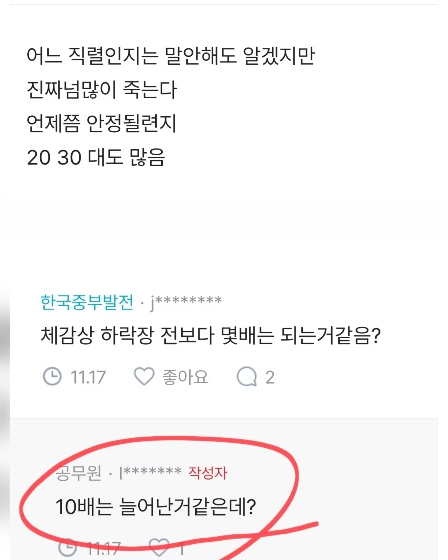 어느 직렬인지는 말안해도 알겠지만
진짜넘많이 죽는다
언제쯤 안정될련지
20 30 대도 많음
한국중부발전 · j********
체감상 하락장 전보다 몇배는 되는거같음?
11.17 좋아요 2
공무원 · l******* 작성자
10배는 늘어난거같은데?
11.17 1